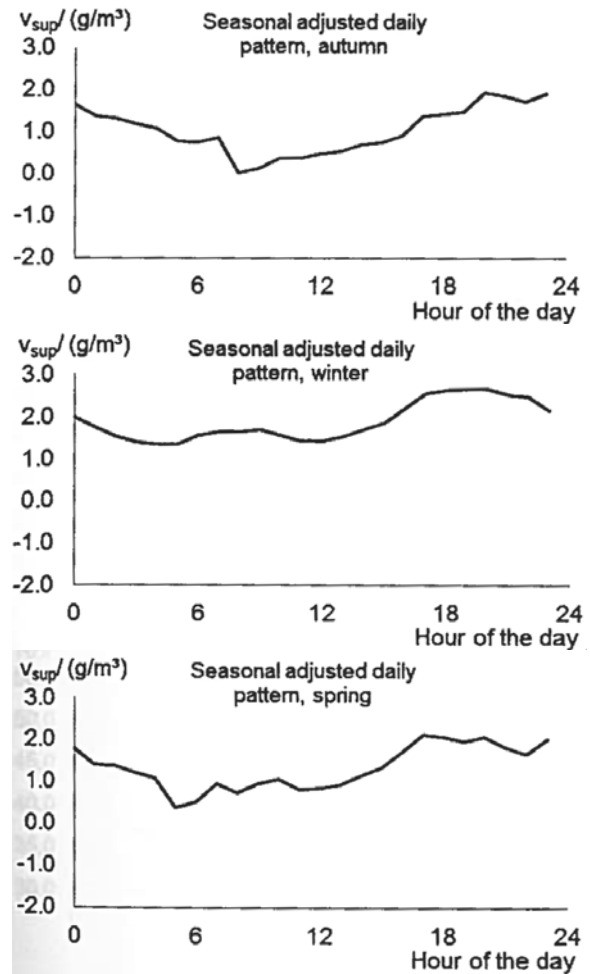 v_sup/ (g/m³)
Seasonal adjusted daily
pattern, autumn
3.0
2.0
1.0
0.0
-1.0
-2.0
0 6 12 18 24
Hour of the day
v_sup/ (g/m³)
Seasonal adjusted daily
pattern, winter
3.0
2.0
1.0
0.0
-1.0
-2.0
0 6 12 18 24
Hour of the day
v_sup/ (g/m³)
Seasonal adjusted daily
pattern, spring
3.0
2.0
1.0
0.0
-1.0
-2.0
0 6 12 18 24
Hour of the day